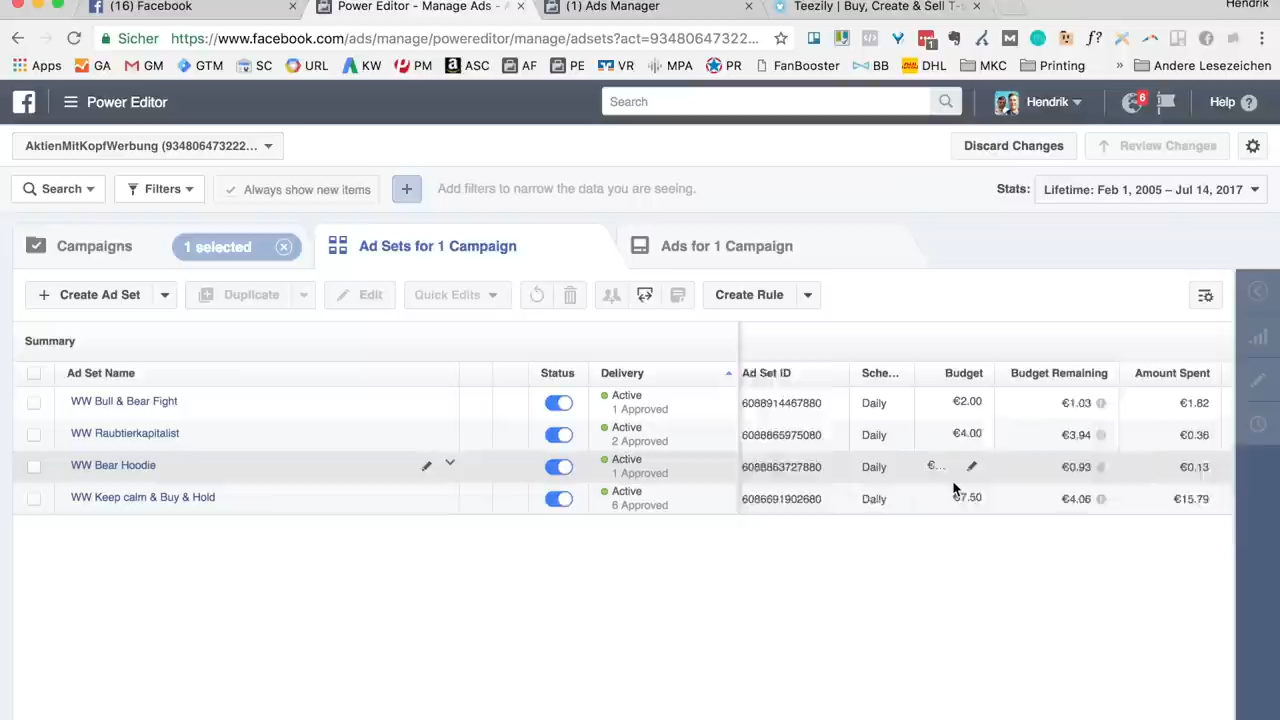 (16) Facebook
Power Editor - Manage Ads -
(1) Ads Manager
Teezily | Buy, Create & Sell T-
Hendrik
Sicher https://www.facebook.com/ads/manage/powereditor/manage/adsets?act=93480647322...
Apps GA GM GTM SC URL KW PM ASC AF PE VR MPA PR FanBooster BB DHL MKC Printing » Andere Lesezeichen
Power Editor Search Hendrik 6 Help
AktienMitKopfWerbung (934806473222... Discard Changes Review Changes
Search Filters Always show new items + Add filters to narrow the data you are seeing. Stats: Lifetime: Feb 1, 2005 – Jul 14, 2017
Campaigns 1 selected Ad Sets for 1 Campaign Ads for 1 Campaign
+ Create Ad Set Duplicate Edit Quick Edits Create Rule
Summary
Ad Set Name Status Delivery Ad Set ID Sche... Budget Budget Remaining Amount Spent
WW Bull & Bear Fight Active 1 Approved 6088914467880 Daily €2.00 €1.03 €1.82
WW Raubtierkapitalist Active 2 Approved 6088865975080 Daily €4.00 €3.94 €0.36
WW Bear Hoodie Active 1 Approved 6088863727880 Daily €... €0.93 €0.13
WW Keep calm & Buy & Hold Active 6 Approved 6086691902680 Daily €7.50 €4.06 €15.79